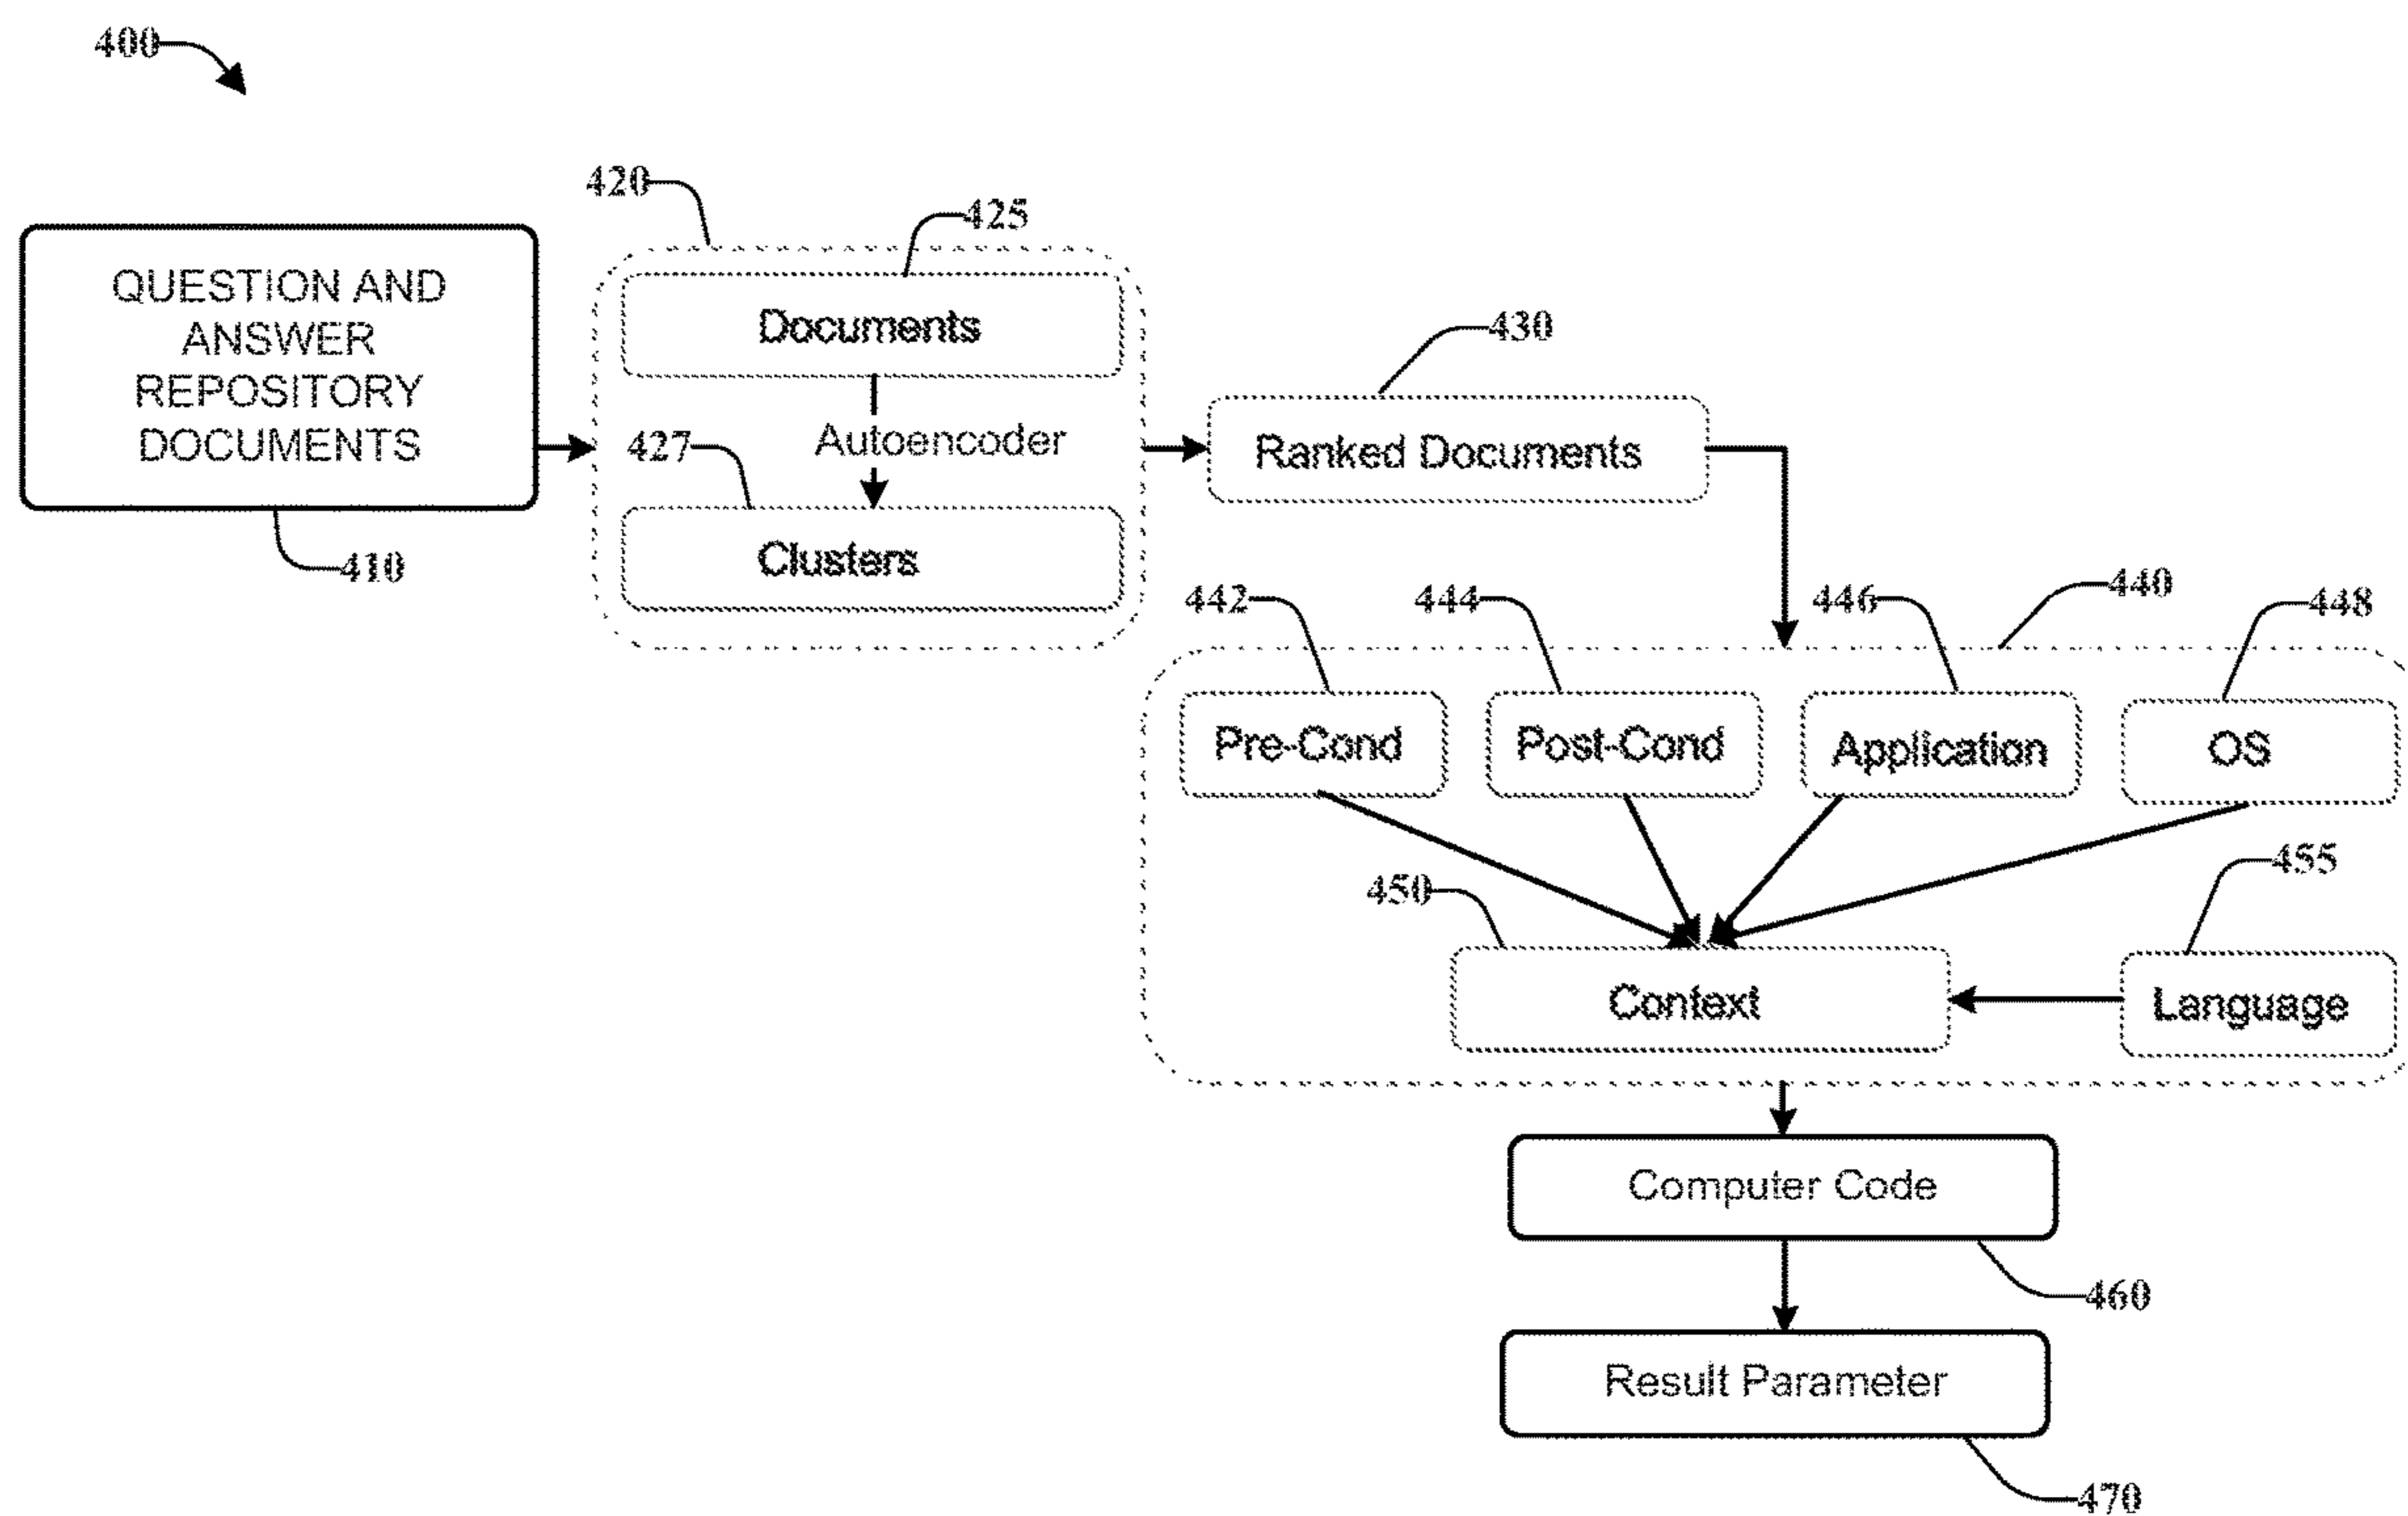 400
420
425
QUESTION AND
ANSWER
REPOSITORY
DOCUMENTS
410
Documents
Autoencoder
427
Clusters
430
Ranked Documents
440
442
444
446
448
Pre-Cond
Post-Cond
Application
OS
450
455
Context
Language
Computer Code
460
Result Parameter
470